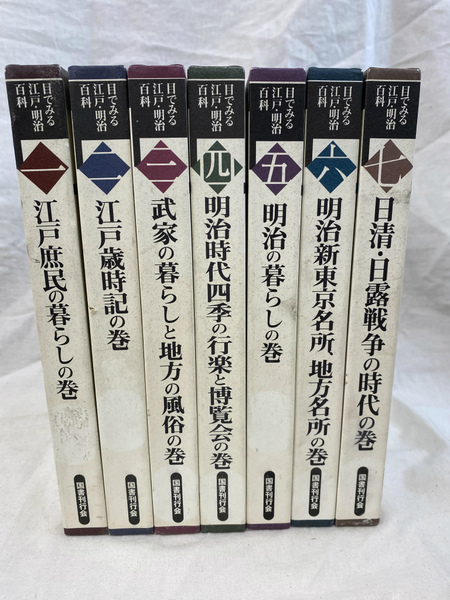 目でみる
江戸・明治
百科
一
江戸庶民の暮らしの巻
国書刊行会
目でみる
江戸・明治
百科
二
江戸歳時記の巻
国書刊行会
目でみる
江戸・明治
百科
三
武家の暮らしと地方の風俗の巻
国書刊行会
目でみる
江戸・明治
百科
四
明治時代四季の行楽と博覧会の巻
国書刊行会
目でみる
江戸・明治
百科
五
明治の暮らしの巻
国書刊行会
目でみる
江戸・明治
百科
六
明治新東京名所、地方名所の巻
国書刊行会
目でみる
江戸・明治
百科
七
日清・日露戦争の時代の巻
国書刊行会